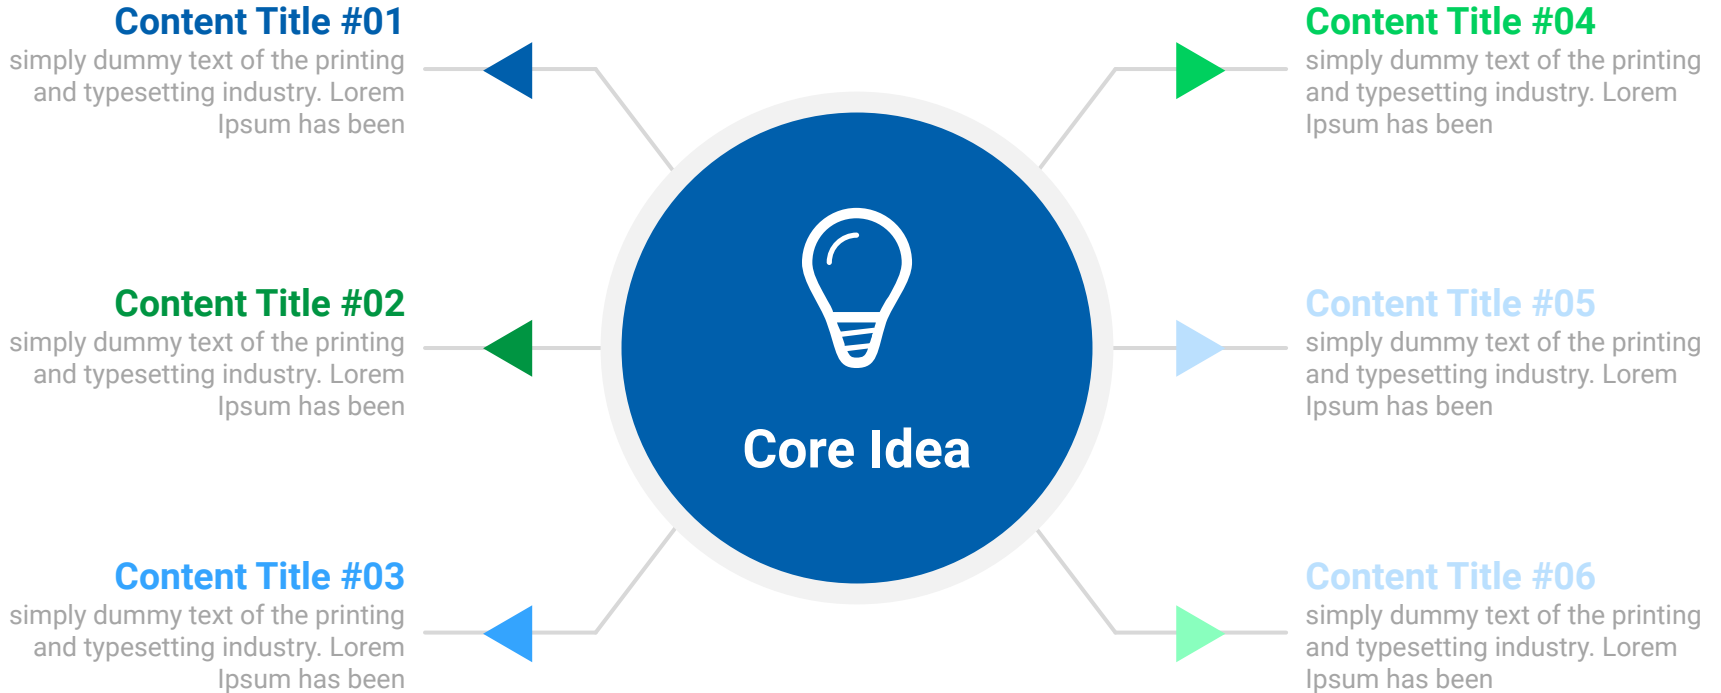 Content Title #01
simply dummy text of the printing
and typesetting industry. Lorem
Ipsum has been
Content Title #02
simply dummy text of the printing
and typesetting industry. Lorem
Ipsum has been
Content Title #03
simply dummy text of the printing
and typesetting industry. Lorem
Ipsum has been
Core Idea
Content Title #04
simply dummy text of the printing
and typesetting industry. Lorem
Ipsum has been
Content Title #05
simply dummy text of the printing
and typesetting industry. Lorem
Ipsum has been
Content Title #06
simply dummy text of the printing
and typesetting industry. Lorem
Ipsum has been